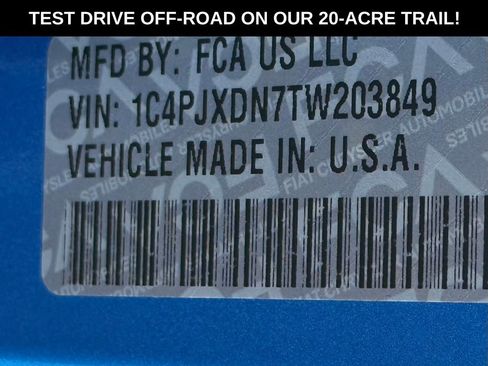 TEST DRIVE OFF-ROAD ON OUR 20-ACRE TRAIL!
MFD BY: FCA US LLC
VIN: 1C4PJXDN7TW203849
VEHICLE MADE IN: U.S.A.